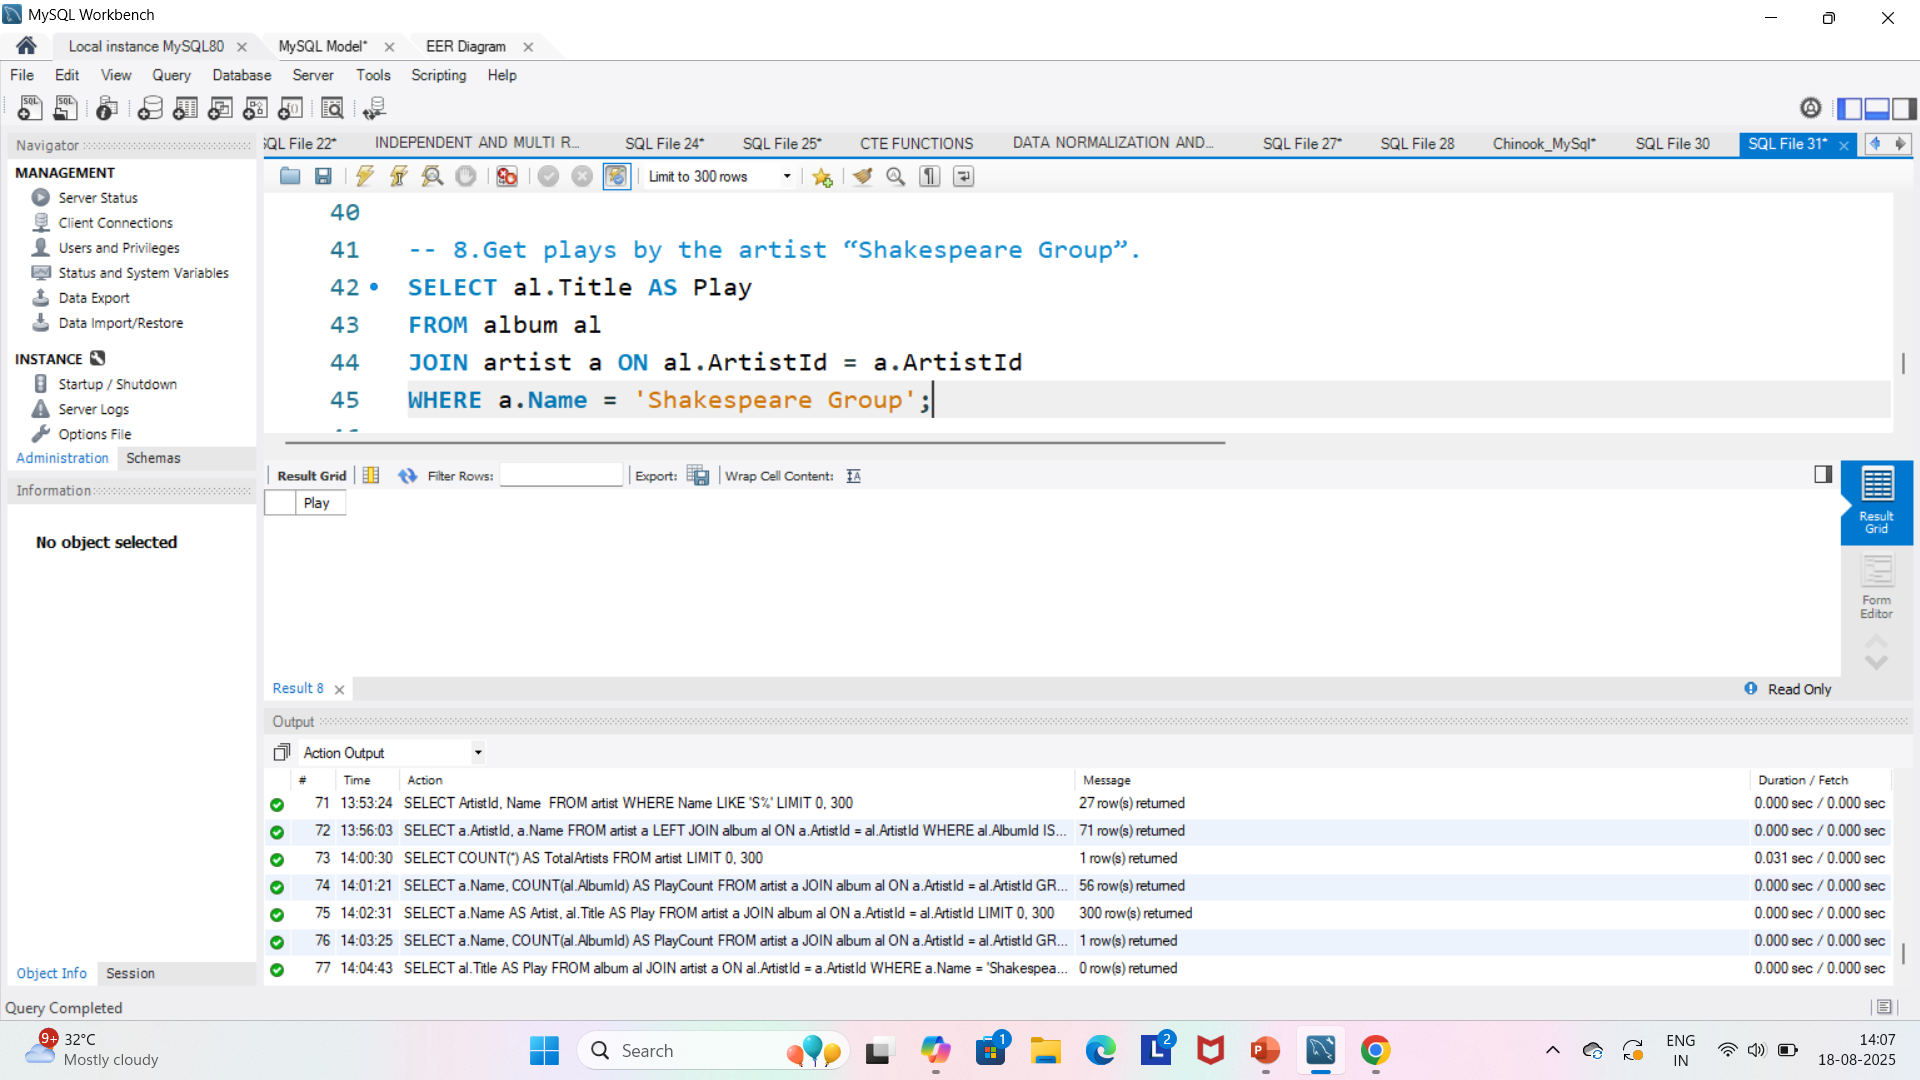 MySQL Workbench
Local instance MySQL80
MySQL Model*
EER Diagram
File Edit View Query Database Server Tools Scripting Help
Navigator
MANAGEMENT
Server Status
Client Connections
Users and Privileges
Status and System Variables
Data Export
Data Import/Restore
INSTANCE
Startup / Shutdown
Server Logs
Options File
Administration Schemas
Information
No object selected
Object Info Session
SQL File 22* INDEPENDENT AND MULTI R... SQL File 24* SQL File 25* CTE FUNCTIONS DATA NORMALIZATION AND... SQL File 27* SQL File 28 Chinook_MySql* SQL File 30 SQL File 31*
Limit to 300 rows
40
41 -- 8.Get plays by the artist “Shakespeare Group”.
42 SELECT al.Title AS Play
43 FROM album al
44 JOIN artist a ON al.ArtistId = a.ArtistId
45 WHERE a.Name = 'Shakespeare Group';
Result Grid Filter Rows: Export: Wrap Cell Content:
Play
Result Grid
Form Editor
Result 8
Read Only
Output
Action Output
# Time Action Message Duration / Fetch
71 13:53:24 SELECT ArtistId, Name FROM artist WHERE Name LIKE 'S%' LIMIT 0, 300 27 row(s) returned 0.000 sec / 0.000 sec
72 13:56:03 SELECT a.ArtistId, a.Name FROM artist a LEFT JOIN album al ON a.ArtistId = al.ArtistId WHERE al.AlbumId IS... 71 row(s) returned 0.000 sec / 0.000 sec
73 14:00:30 SELECT COUNT(*) AS TotalArtists FROM artist LIMIT 0, 300 1 row(s) returned 0.031 sec / 0.000 sec
74 14:01:21 SELECT a.Name, COUNT(al.AlbumId) AS PlayCount FROM artist a JOIN album al ON a.ArtistId = al.ArtistId GR... 56 row(s) returned 0.000 sec / 0.000 sec
75 14:02:31 SELECT a.Name AS Artist, al.Title AS Play FROM artist a JOIN album al ON a.ArtistId = al.ArtistId LIMIT 0, 300 300 row(s) returned 0.000 sec / 0.000 sec
76 14:03:25 SELECT a.Name, COUNT(al.AlbumId) AS PlayCount FROM artist a JOIN album al ON a.ArtistId = al.ArtistId GR... 1 row(s) returned 0.000 sec / 0.000 sec
77 14:04:43 SELECT al.Title AS Play FROM album al JOIN artist a ON al.ArtistId = a.ArtistId WHERE a.Name = 'Shakespea... 0 row(s) returned 0.000 sec / 0.000 sec
Query Completed
9+
32°C
Mostly cloudy
Search
1
2
ENG
IN
14:07
18-08-2025